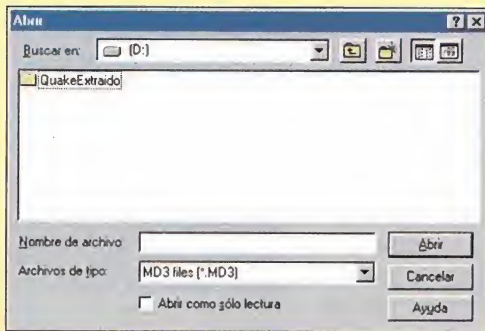 Abrir
Buscar en: (D:)
QuakeExtraido
Nombre de archivo
Archivos de tipo: MD3 files (*.MD3)
Abrir como sólo lectura
Abrir
Cancelar
Ayuda